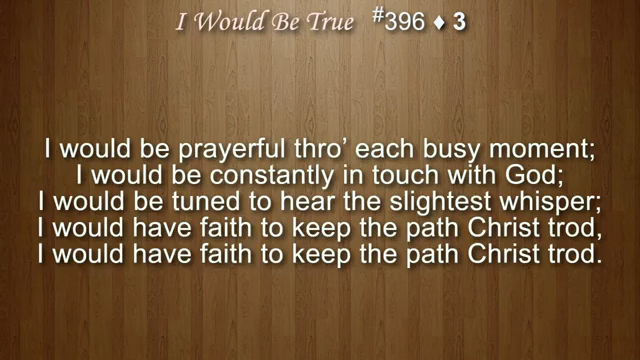 I Would Be True #396 ♦ 3
I would be prayerful thro’ each busy moment;
I would be constantly in touch with God;
I would be tuned to hear the slightest whisper;
I would have faith to keep the path Christ trod,
I would have faith to keep the path Christ trod.